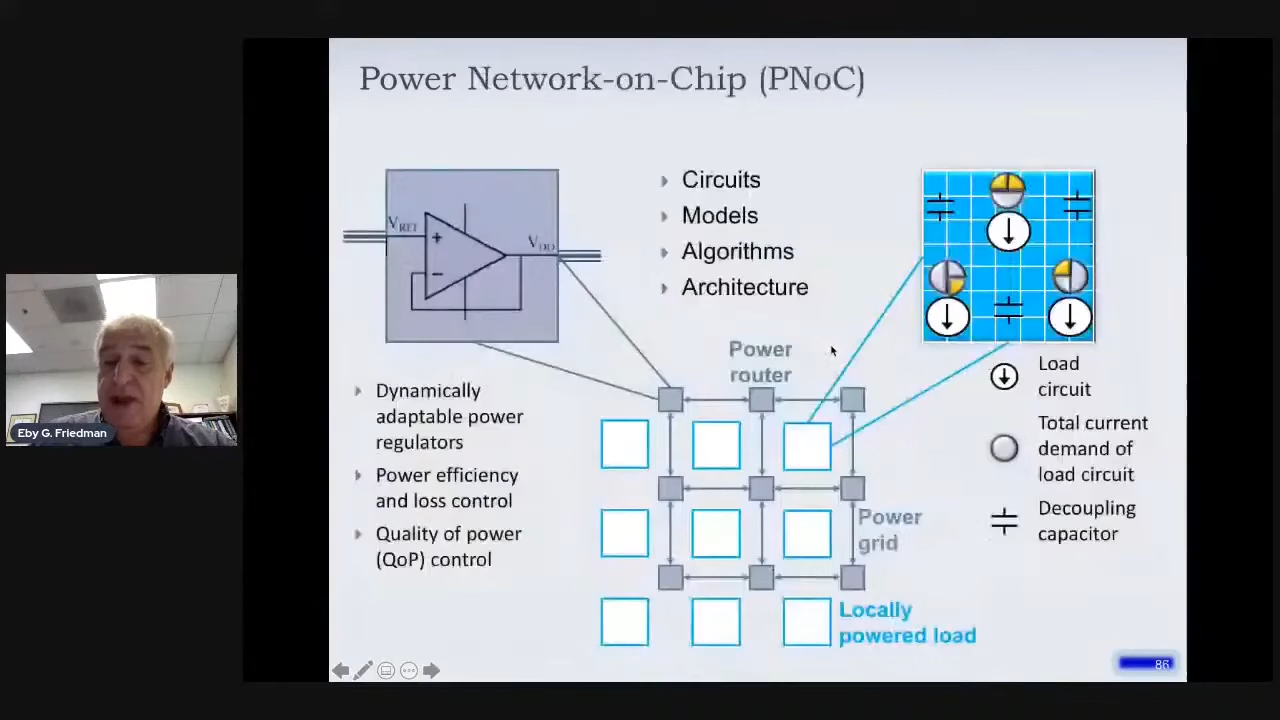 Power Network-on-Chip (PNoC)
Circuits
Models
Algorithms
Architecture
V_REF
+
−
V_DD
Power
router
Dynamically
adaptable power
regulators
Power efficiency
and loss control
Quality of power
(QoP) control
Load
circuit
Total current
demand of
load circuit
Decoupling
capacitor
Power
grid
Locally
powered load
86
Eby G. Friedman